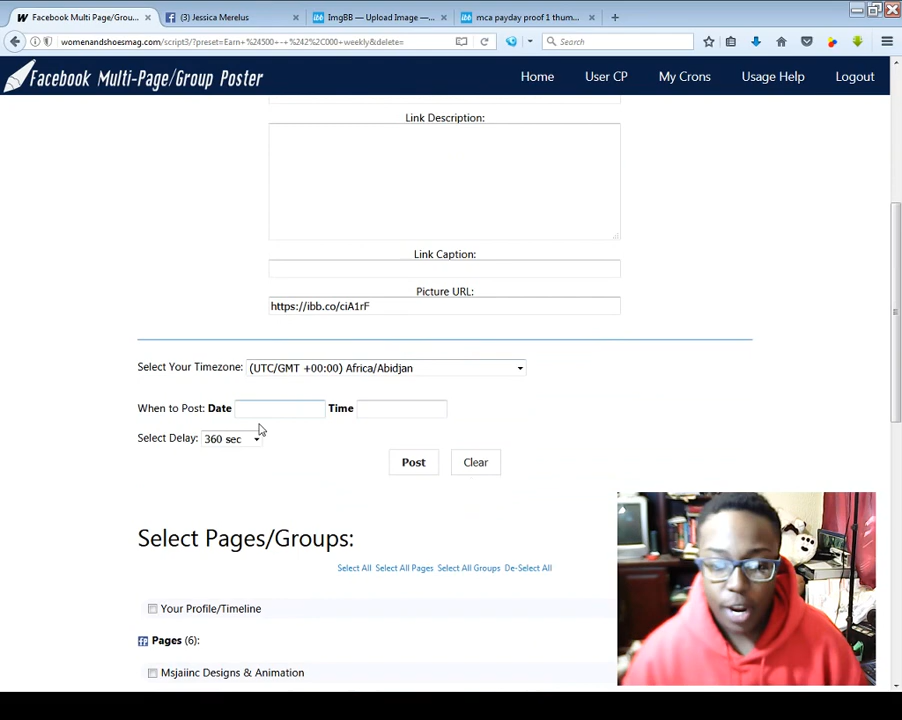 Facebook Multi-Page/Grou...
(3) Jessica Merelus
ImgBB — Upload Image —...
mca payday proof 1 thum...
womenandshoesmag.com/script3/?preset=Earn+%24500+-+%242%2C000+weekly&delete=
Search
Facebook Multi-Page/Group Poster
Home
User CP
My Crons
Usage Help
Logout
Link Description:
Link Caption:
Picture URL:
https://ibb.co/ciA1rF
Select Your Timezone: (UTC/GMT +00:00) Africa/Abidjan
When to Post: Date
Time
Select Delay: 360 sec
Post
Clear
Select Pages/Groups:
Select All Select All Pages Select All Groups De-Select All
Your Profile/Timeline
Pages (6):
Msjaiinc Designs & Animation